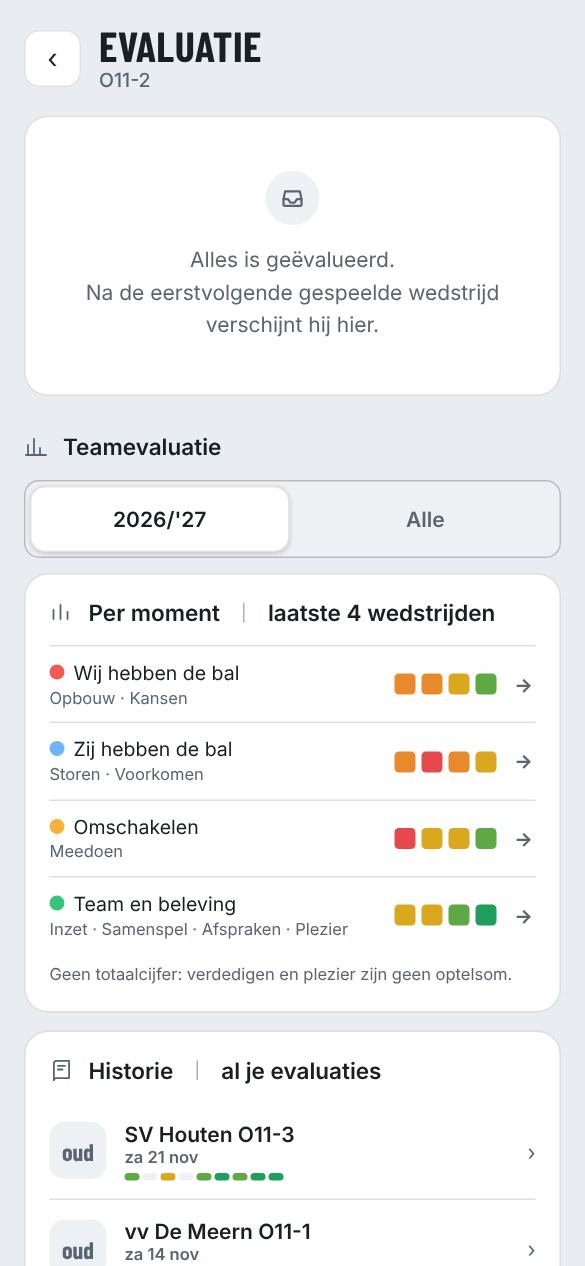 EVALUATIE
O11-2
Alles is geëvalueerd.
Na de eerstvolgende gespeelde wedstrijd
verschijnt hij hier.
Teamevaluatie
2026/'27
Alle
Per moment | laatste 4 wedstrijden
Wij hebben de bal
Opbouw · Kansen
Zij hebben de bal
Storen · Voorkomen
Omschakelen
Meedoen
Team en beleving
Inzet · Samenspel · Afspraken · Plezier
Geen totaalcijfer: verdedigen en plezier zijn geen optelsom.
Historie | al je evaluaties
oud
SV Houten O11-3
za 21 nov
oud
vv De Meern O11-1
za 14 nov